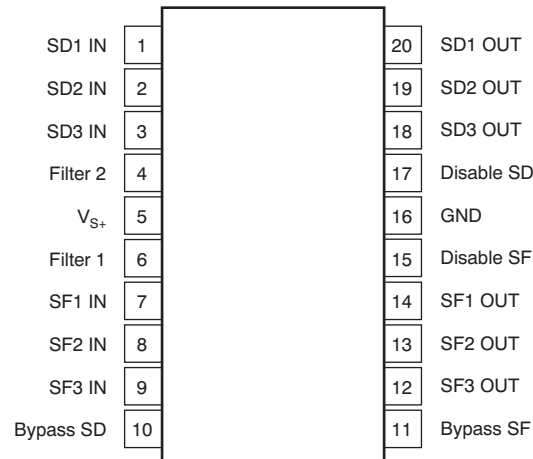 SD1 IN 1 20 SD1 OUT
SD2 IN 2 19 SD2 OUT
SD3 IN 3 18 SD3 OUT
Filter 2 4 17 Disable SD
VS+ 5 16 GND
Filter 1 6 15 Disable SF
SF1 IN 7 14 SF1 OUT
SF2 IN 8 13 SF2 OUT
SF3 IN 9 12 SF3 OUT
Bypass SD 10 11 Bypass SF